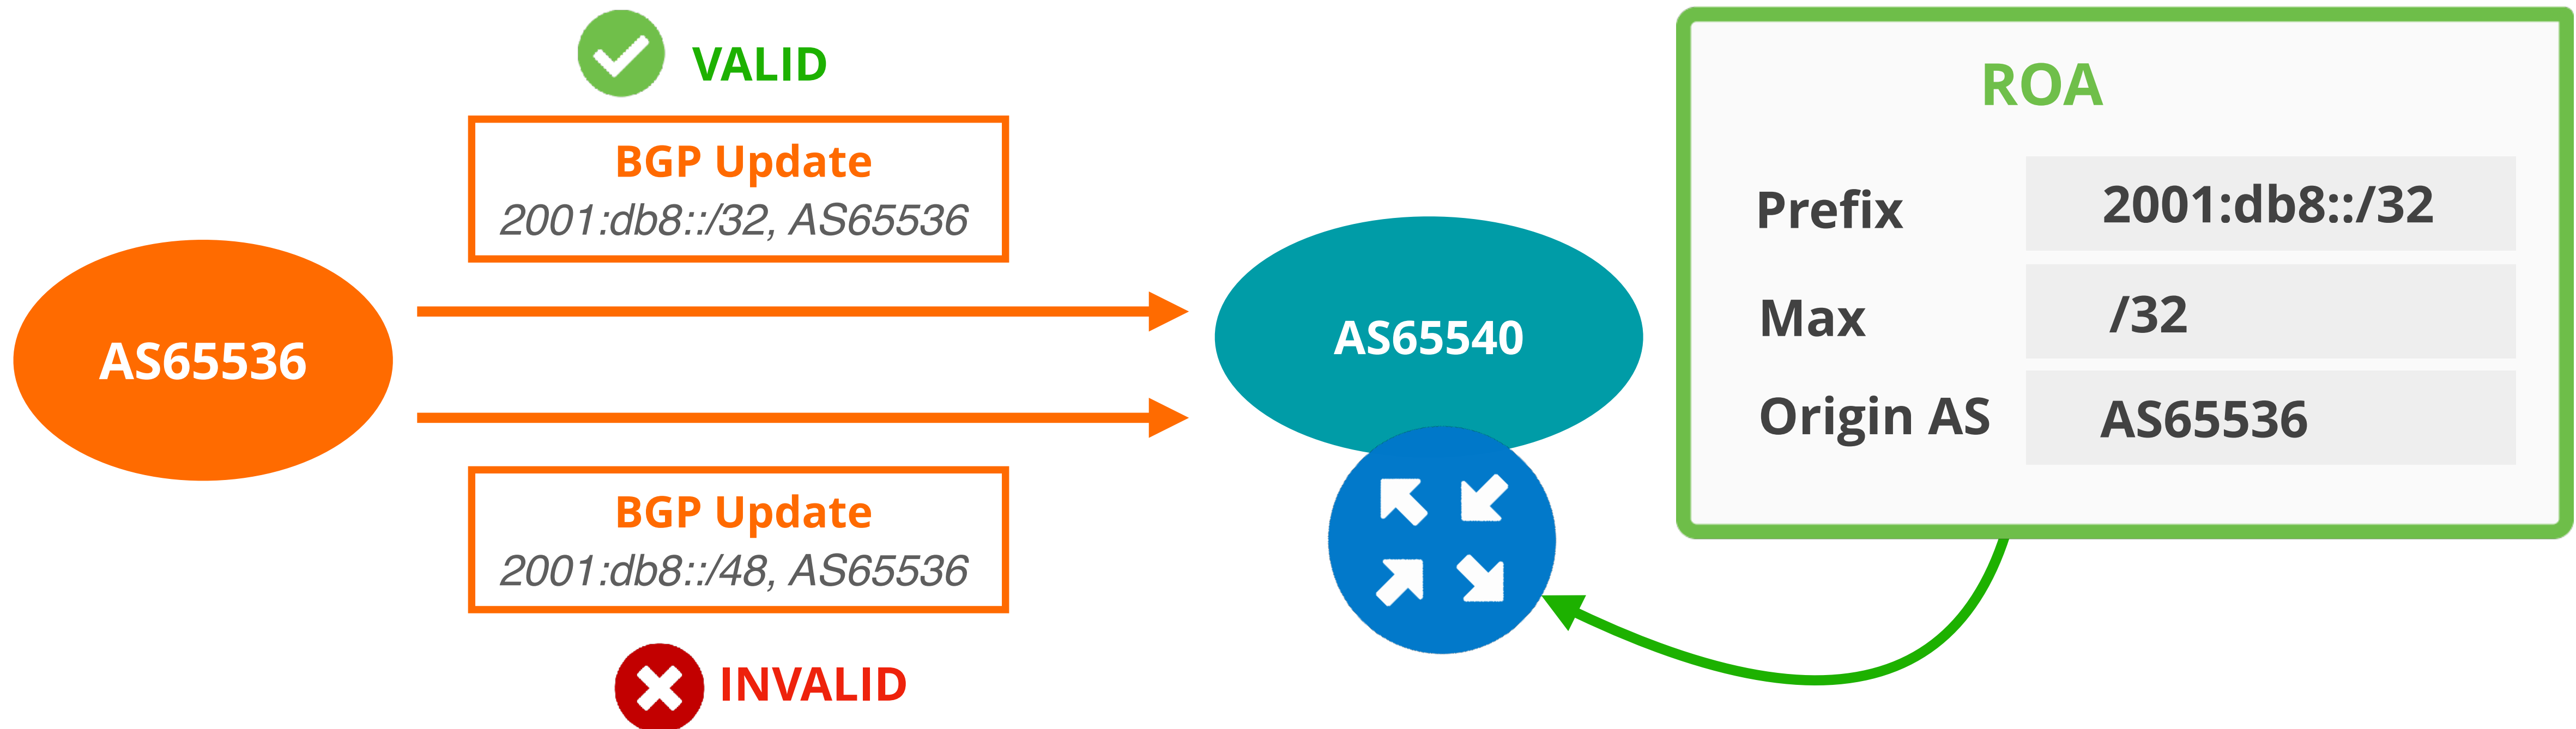 VALID
BGP Update
2001:db8::/32, AS65536
AS65536
AS65540
BGP Update
2001:db8::/48, AS65536
INVALID
ROA
Prefix 2001:db8::/32
Max /32
Origin AS AS65536